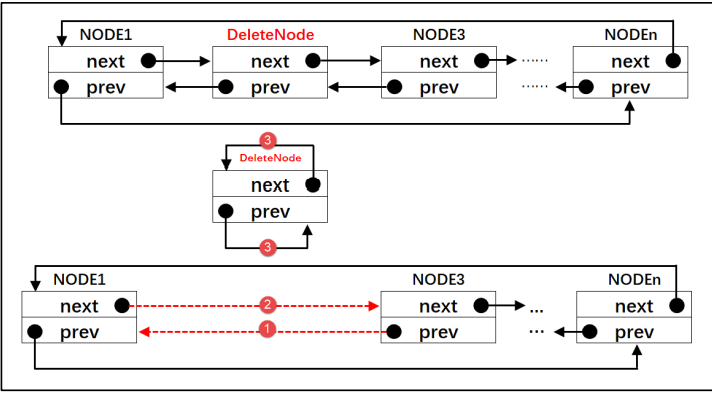 NODE1 DeleteNode NODE3 NODEn
next next next ...... next
prev prev prev ...... prev
3
DeleteNode
next
prev
3
NODE1 NODE3 NODEn
next 2 next ... next
prev 1 prev ... prev